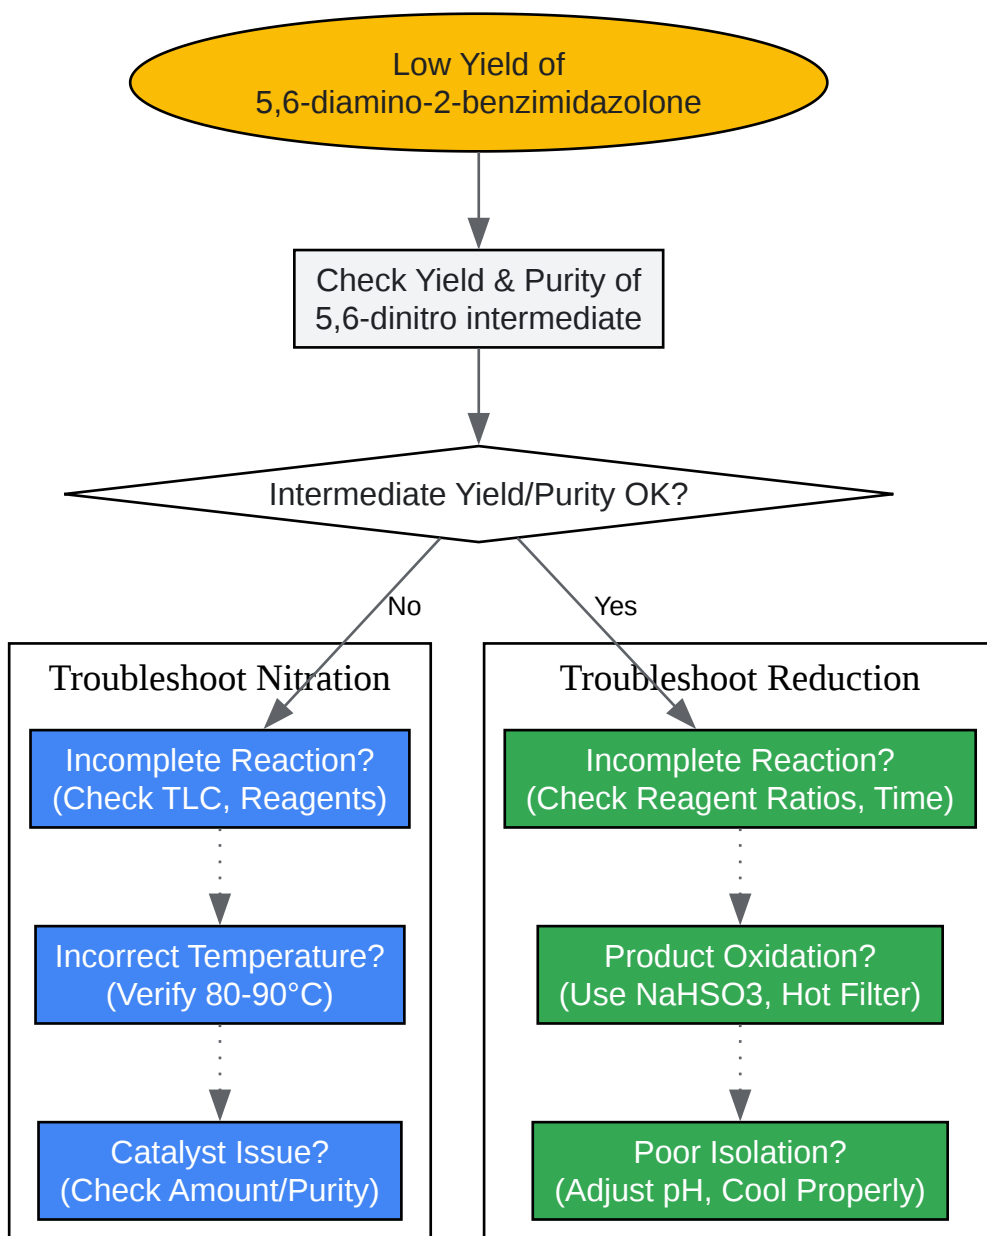 Low Yield of
5,6-diamino-2-benzimidazolone
Check Yield & Purity of
5,6-dinitro intermediate
Intermediate Yield/Purity OK?
No
Yes
Troubleshoot Nitration
Incomplete Reaction?
(Check TLC, Reagents)
Incorrect Temperature?
(Verify 80-90°C)
Catalyst Issue?
(Check Amount/Purity)
Troubleshoot Reduction
Incomplete Reaction?
(Check Reagent Ratios, Time)
Product Oxidation?
(Use NaHSO3, Hot Filter)
Poor Isolation?
(Adjust pH, Cool Properly)